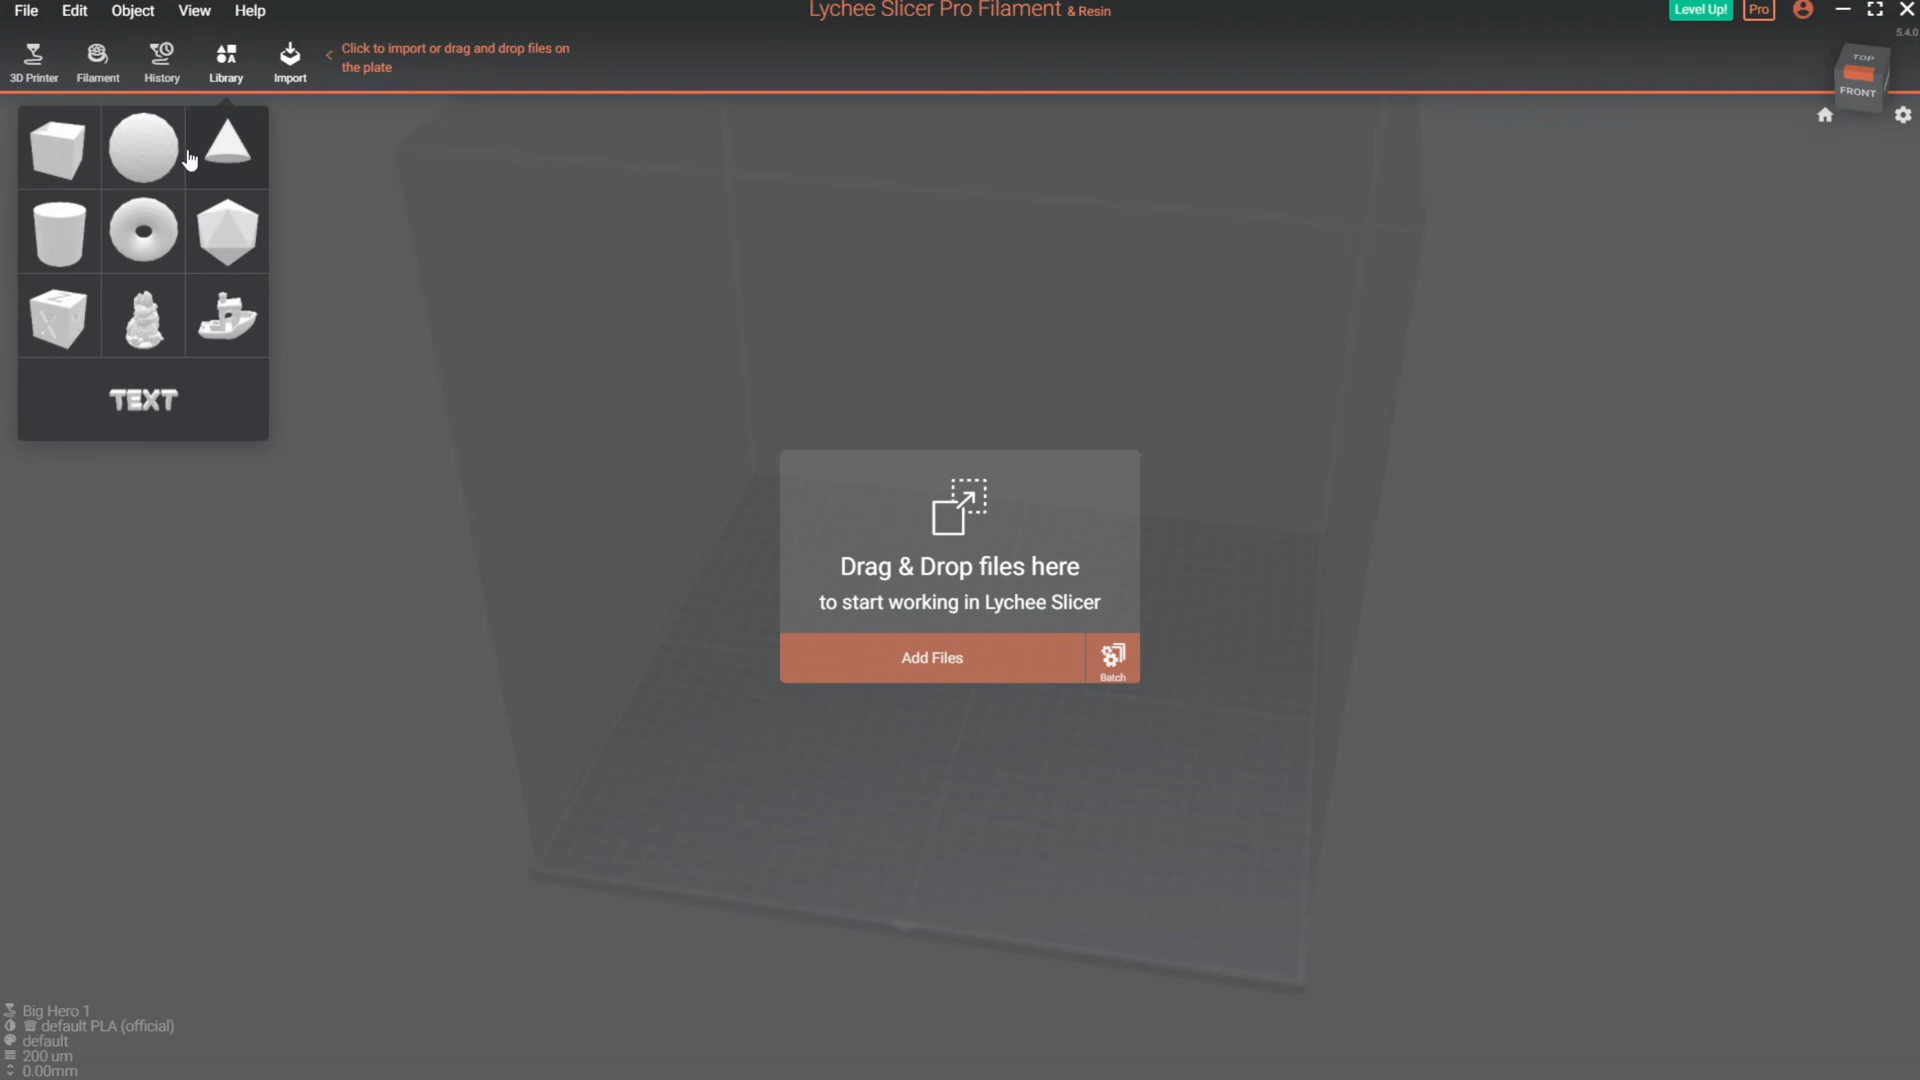 File Edit Object View Help
Lychee Slicer Pro Filament & Resin
Level Up! Pro
5.4.0
3D Printer Filament History Library Import
Click to import or drag and drop files on
the plate
TOP
FRONT
Z
X
TEXT
Drag & Drop files here
to start working in Lychee Slicer
Add Files
Batch
Big Hero 1
default PLA (official)
default
200 um
0.00mm